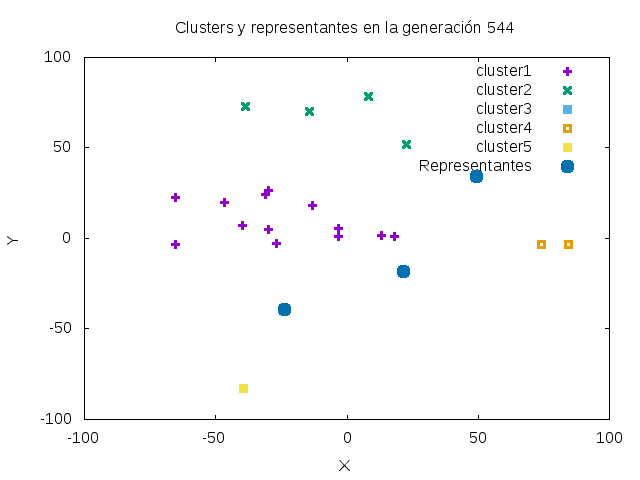 Clusters y representantes en la generación 544
100
50
0
-50
-100
-100
-50
0
50
100
Y
X
cluster1
cluster2
cluster3
cluster4
cluster5
Representantes